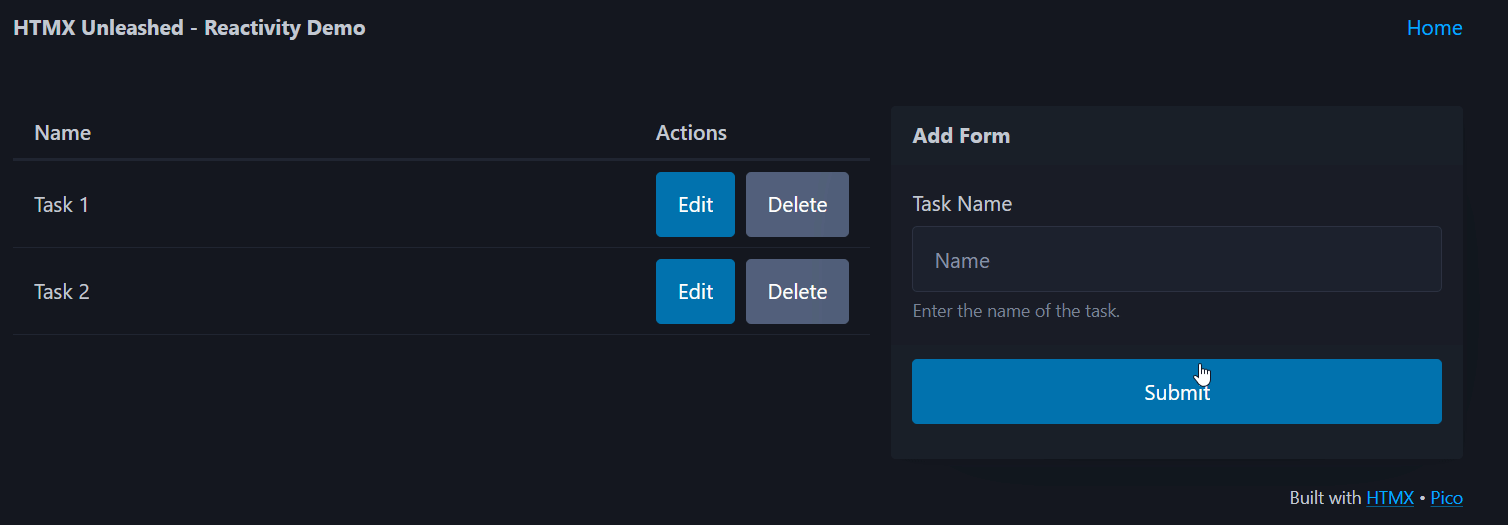 HTMX Unleashed - Reactivity Demo
Home
Name
Actions
Task 1
Edit
Delete
Task 2
Edit
Delete
Add Form
Task Name
Name
Enter the name of the task.
Submit
Built with HTMX • Pico